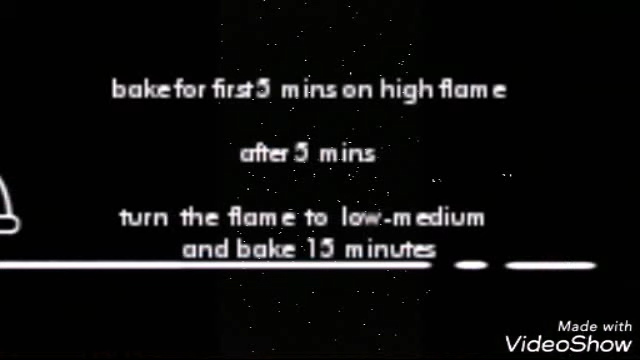 bake for first 5 mins on high flame
after 5 mins
turn the flame to low-medium
and bake 15 minutes
Made with
VideoShow